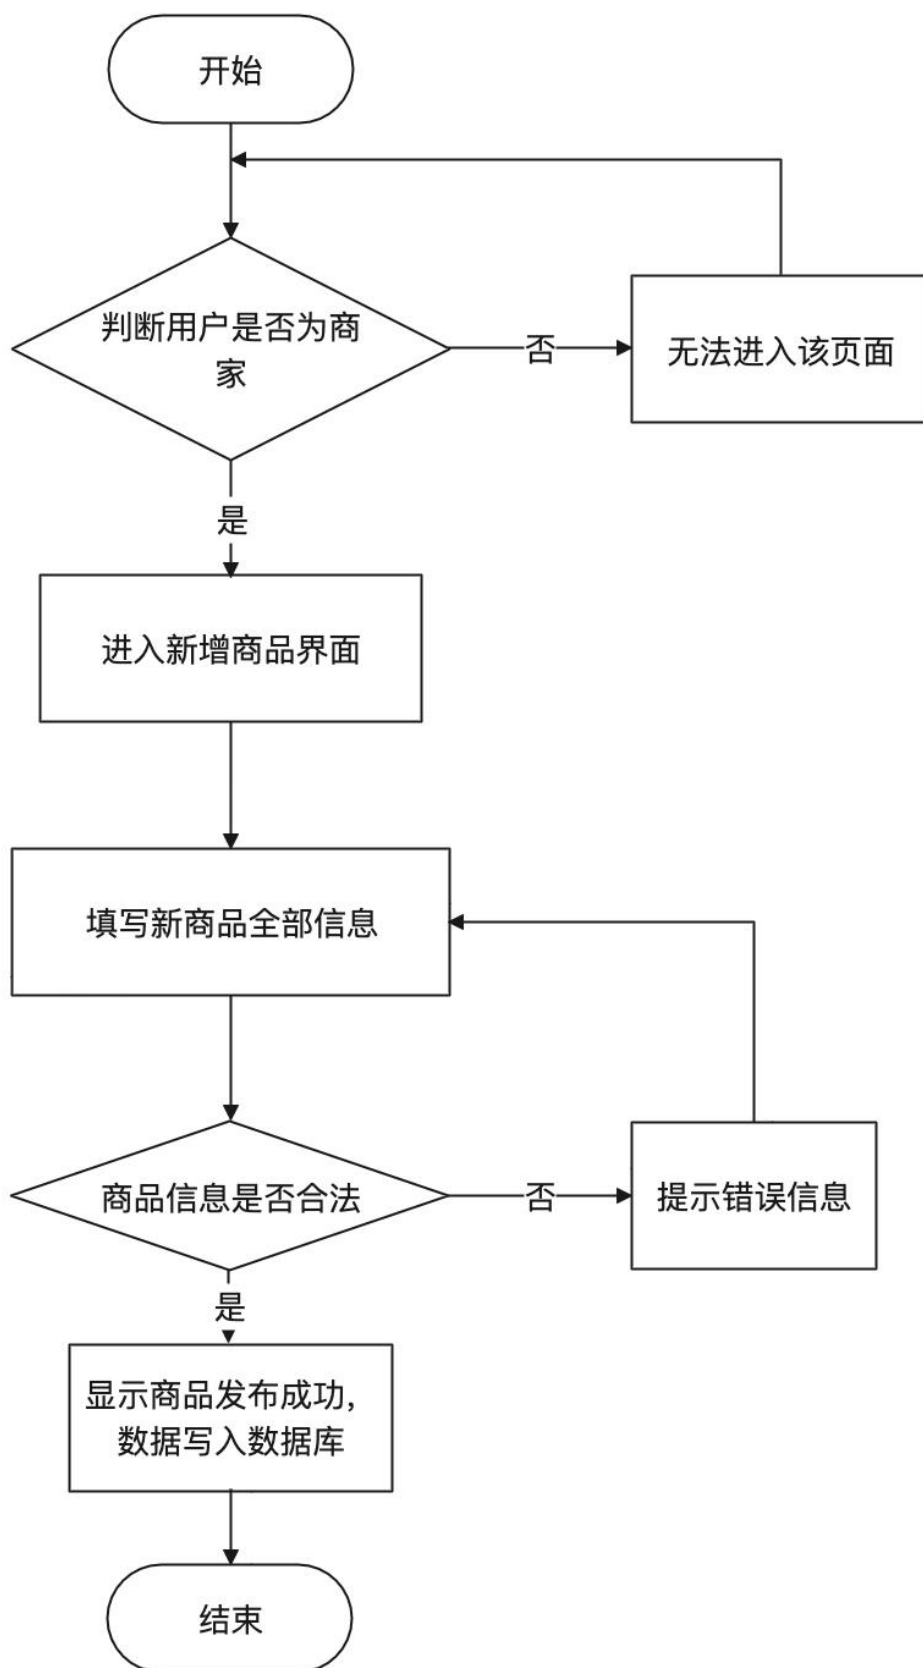 开始
判断用户是否为商
家
否
无法进入该页面
是
进入新增商品界面
填写新商品全部信息
商品信息是否合法
否
提示错误信息
是
显示商品发布成功，
数据写入数据库
结束